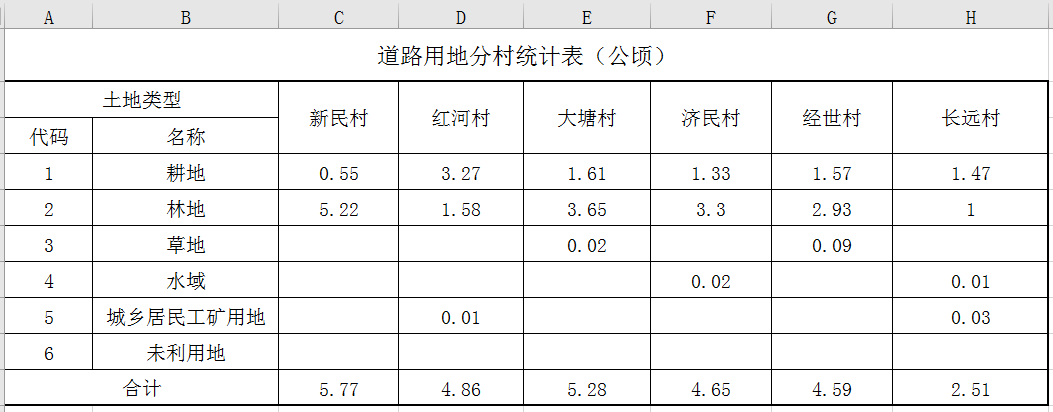 A B C D E F G H
道路用地分村统计表（公顷）
土地类型 新民村 红河村 大塘村 济民村 经世村 长远村
代码 名称
1 耕地 0.55 3.27 1.61 1.33 1.57 1.47
2 林地 5.22 1.58 3.65 3.3 2.93 1
3 草地 0.02 0.09
4 水域 0.02 0.01
5 城乡居民工矿用地 0.01 0.03
6 未利用地
合计 5.77 4.86 5.28 4.65 4.59 2.51